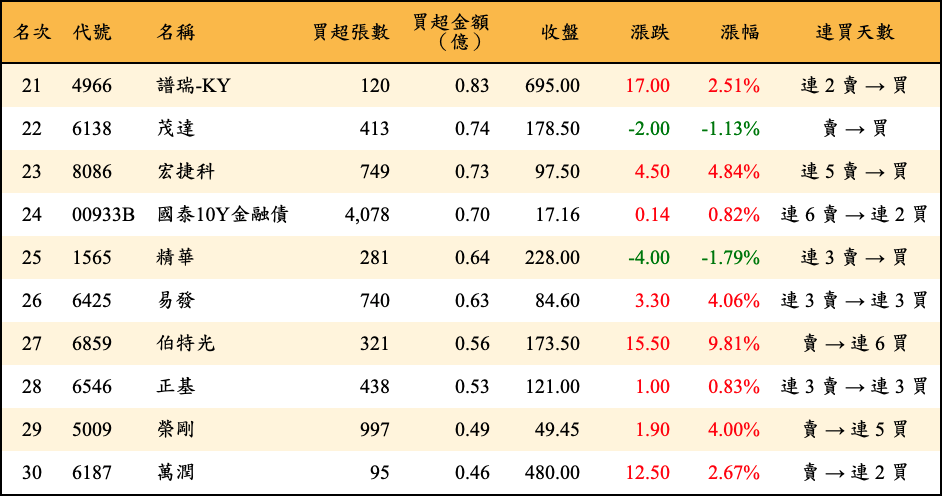 名次 代號 名稱 買超張數 買超金額（億） 收盤 漲跌 漲幅 連買天數
21 4966 譜瑞-KY 120 0.83 695.00 17.00 2.51% 連 2 賣 → 買
22 6138 茂達 413 0.74 178.50 -2.00 -1.13% 賣 → 買
23 8086 宏捷科 749 0.73 97.50 4.50 4.84% 連 5 賣 → 買
24 00933B 國泰10Y金融債 4,078 0.70 17.16 0.14 0.82% 連 6 賣 → 連 2 買
25 1565 精華 281 0.64 228.00 -4.00 -1.79% 連 3 賣 → 買
26 6425 易發 740 0.63 84.60 3.30 4.06% 連 3 賣 → 連 3 買
27 6859 伯特光 321 0.56 173.50 15.50 9.81% 賣 → 連 6 買
28 6546 正基 438 0.53 121.00 1.00 0.83% 連 3 賣 → 連 3 買
29 5009 榮剛 997 0.49 49.45 1.90 4.00% 賣 → 連 5 買
30 6187 萬潤 95 0.46 480.00 12.50 2.67% 賣 → 連 2 買